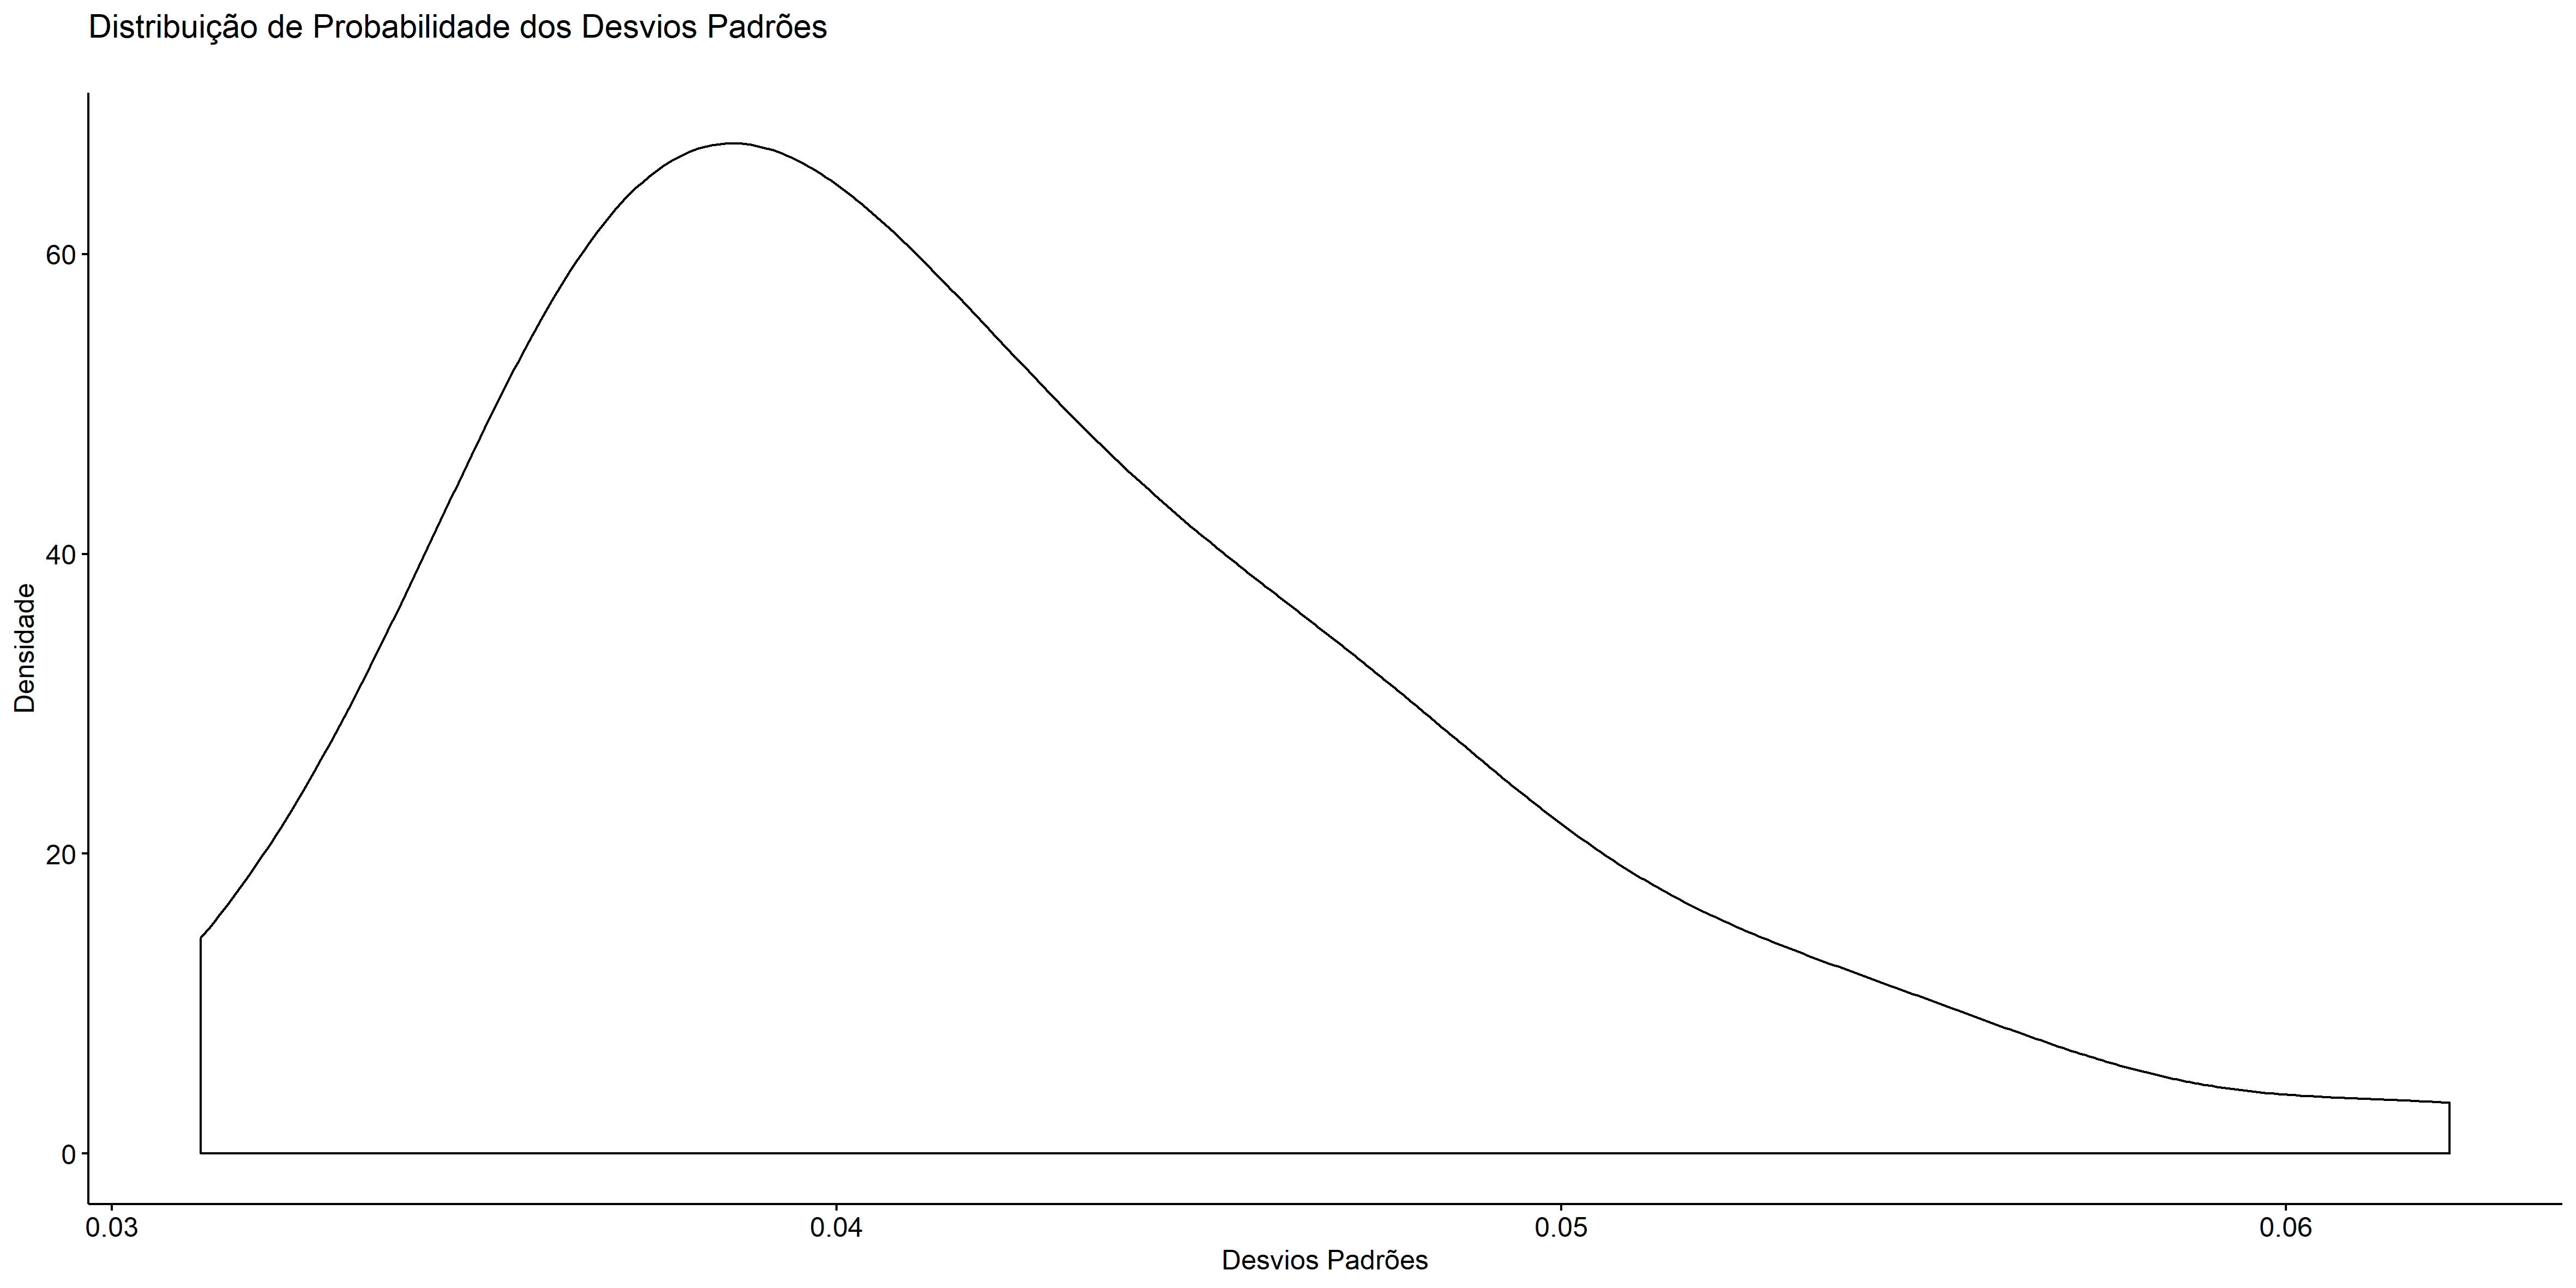 Distribuição de Probabilidade dos Desvios Padrões
60
40
20
0
Densidade
0.03 0.04 0.05 0.06
Desvios Padrões